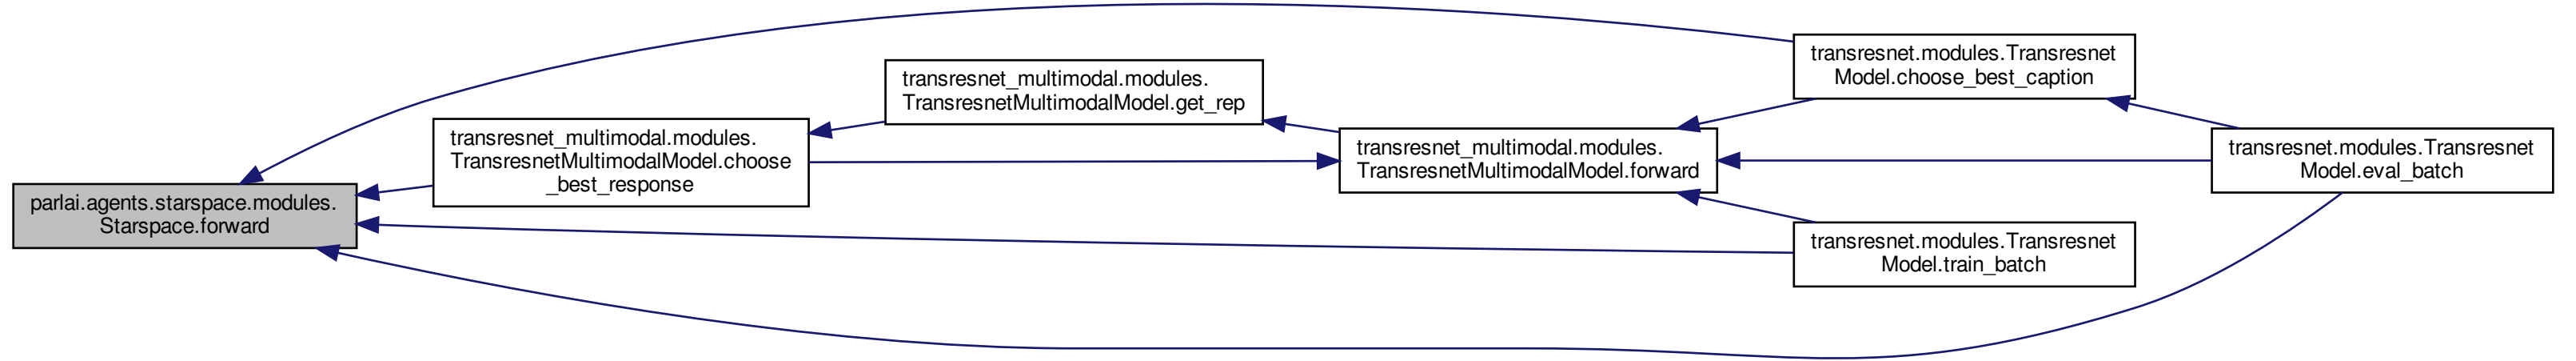 parlai.agents.starspace.modules.
Starspace.forward
transresnet_multimodal.modules.
TransresnetMultimodalModel.choose
_best_response
transresnet_multimodal.modules.
TransresnetMultimodalModel.get_rep
transresnet_multimodal.modules.
TransresnetMultimodalModel.forward
transresnet.modules.Transresnet
Model.choose_best_caption
transresnet.modules.Transresnet
Model.eval_batch
transresnet.modules.Transresnet
Model.train_batch